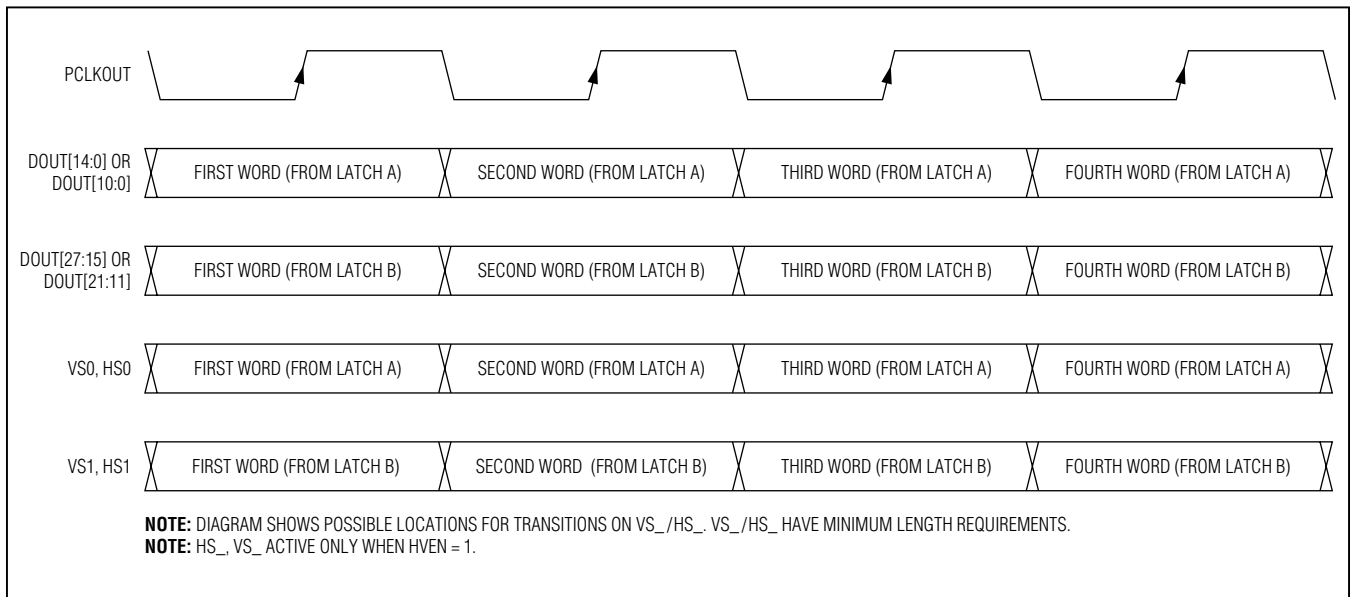 PCLKOUT
DOUT[14:0] OR
DOUT[10:0]
FIRST WORD (FROM LATCH A) SECOND WORD (FROM LATCH A) THIRD WORD (FROM LATCH A) FOURTH WORD (FROM LATCH A)
DOUT[27:15] OR
DOUT[21:11]
FIRST WORD (FROM LATCH B) SECOND WORD (FROM LATCH B) THIRD WORD (FROM LATCH B) FOURTH WORD (FROM LATCH B)
VS0, HS0 FIRST WORD (FROM LATCH A) SECOND WORD (FROM LATCH A) THIRD WORD (FROM LATCH A) FOURTH WORD (FROM LATCH A)
VS1, HS1 FIRST WORD (FROM LATCH B) SECOND WORD (FROM LATCH B) THIRD WORD (FROM LATCH B) FOURTH WORD (FROM LATCH B)
NOTE: DIAGRAM SHOWS POSSIBLE LOCATIONS FOR TRANSITIONS ON VS_/HS_. VS_/HS_ HAVE MINIMUM LENGTH REQUIREMENTS.
NOTE: HS_, VS_ ACTIVE ONLY WHEN HVEN = 1.